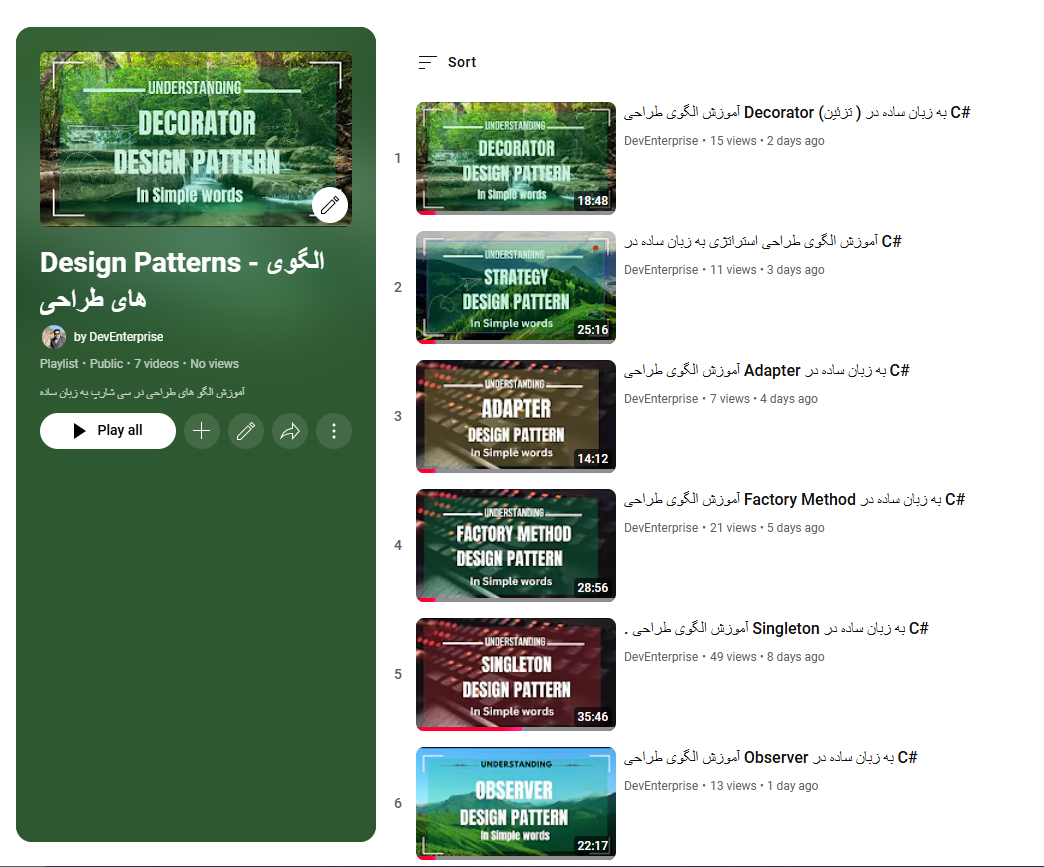 UNDERSTANDING
DECORATOR
DESIGN PATTERN
In Simple words
Design Patterns - الگوی
های طراحی
by DevEnterprise
Playlist • Public • 7 videos • No views
آموزش الگو های طراحی در سی شارپ به زبان ساده
Play all
Sort
1
UNDERSTANDING
DECORATOR
DESIGN PATTERN
In Simple words
18:48
آموزش الگوی طراحی Decorator (تزئین ) به زبان ساده در C#
DevEnterprise • 15 views • 2 days ago
2
UNDERSTANDING
STRATEGY
DESIGN PATTERN
In Simple words
25:16
آموزش الگوی طراحی استراتژی به زبان ساده در C#
DevEnterprise • 11 views • 3 days ago
3
UNDERSTANDING
ADAPTER
DESIGN PATTERN
In Simple words
14:12
آموزش الگوی طراحی Adapter به زبان ساده در C#
DevEnterprise • 7 views • 4 days ago
4
UNDERSTANDING
FACTORY METHOD
DESIGN PATTERN
In Simple words
28:56
آموزش الگوی طراحی Factory Method به زبان ساده در C#
DevEnterprise • 21 views • 5 days ago
5
UNDERSTANDING
SINGLETON
DESIGN PATTERN
In Simple words
35:46
. آموزش الگوی طراحی Singleton به زبان ساده در C#
DevEnterprise • 49 views • 8 days ago
6
UNDERSTANDING
OBSERVER
DESIGN PATTERN
In Simple words
22:17
آموزش الگوی طراحی Observer به زبان ساده در C#
DevEnterprise • 13 views • 1 day ago